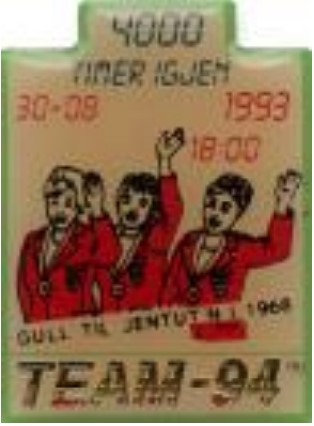 4000
TIMER IGJEN
30-08 1993
18:00
GULL TIL JENTUT N I 1968
TEAM-94